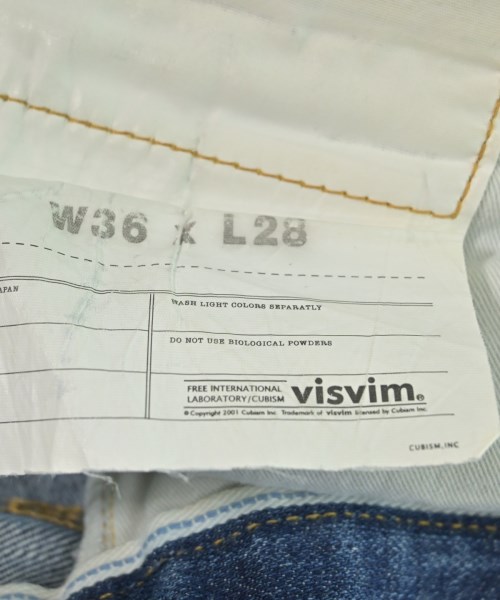 W36 x L28
APAN
WASH LIGHT COLORS SEPARATLY
DO NOT USE BIOLOGICAL POWDERS
FREE INTERNATIONAL
LABORATORY/CUBISM
visvim®
© Copyright 2001 Cubism Inc. Trademark of visvim licensed by Cubism Inc.
CUBISM, INC